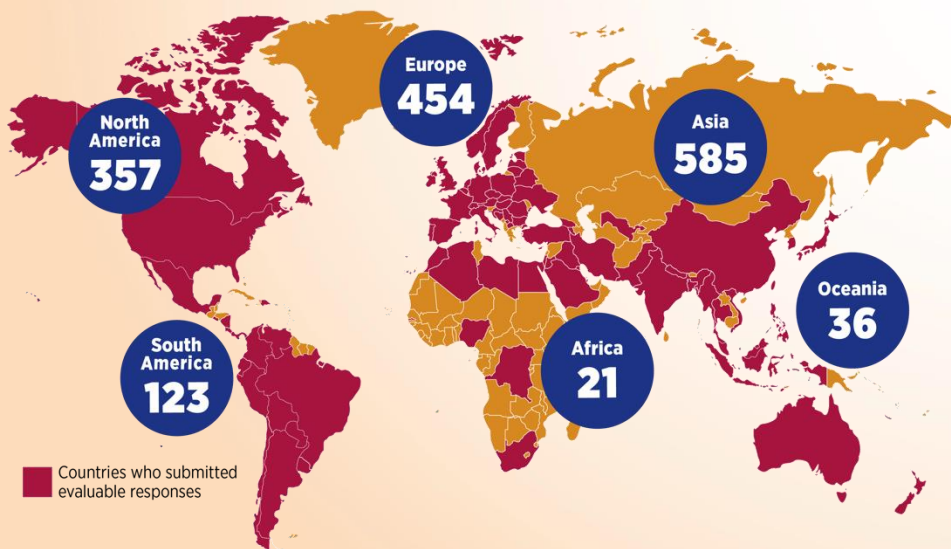 Europe
454
North
America
357
Asia
585
Oceania
36
South
America
123
Africa
21
Countries who submitted
evaluable responses